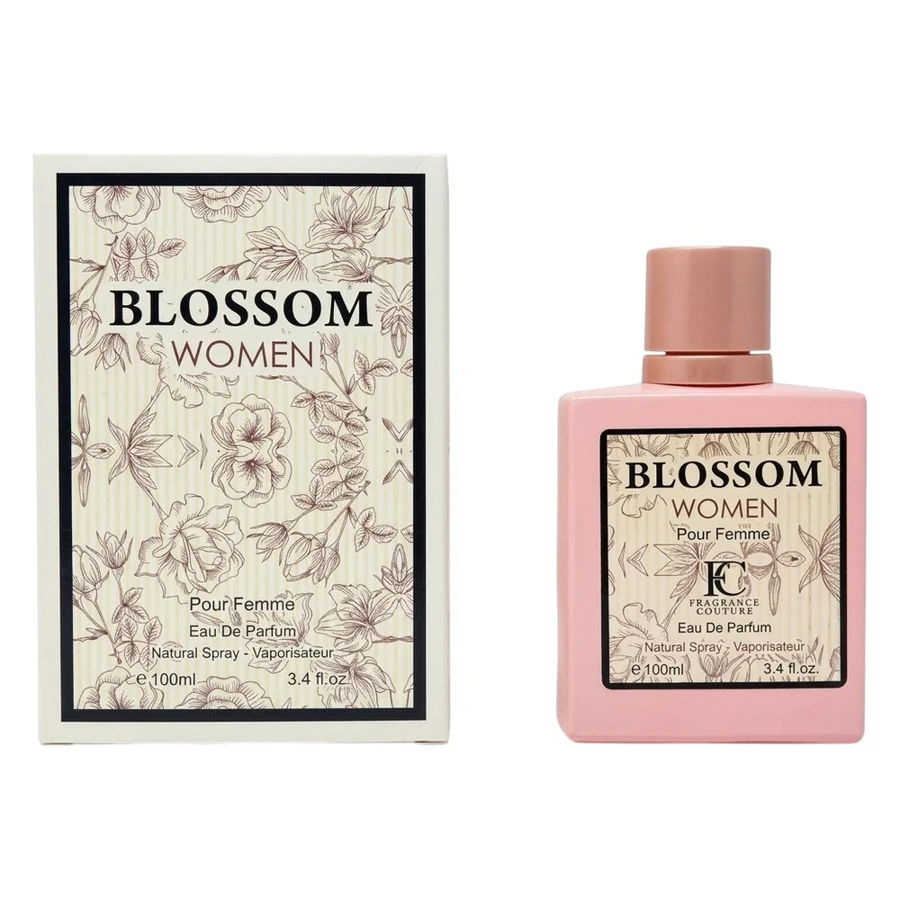 BLOSSOM
WOMEN
Pour Femme
Eau De Parfum
Natural Spray - Vaporisateur
℮ 100ml 3.4 fl.oz.
BLOSSOM
WOMEN
Pour Femme
FC
FRAGRANCE
COUTURE
Eau De Parfum
Natural Spray - Vaporisateur
℮ 100ml 3.4 fl.oz.